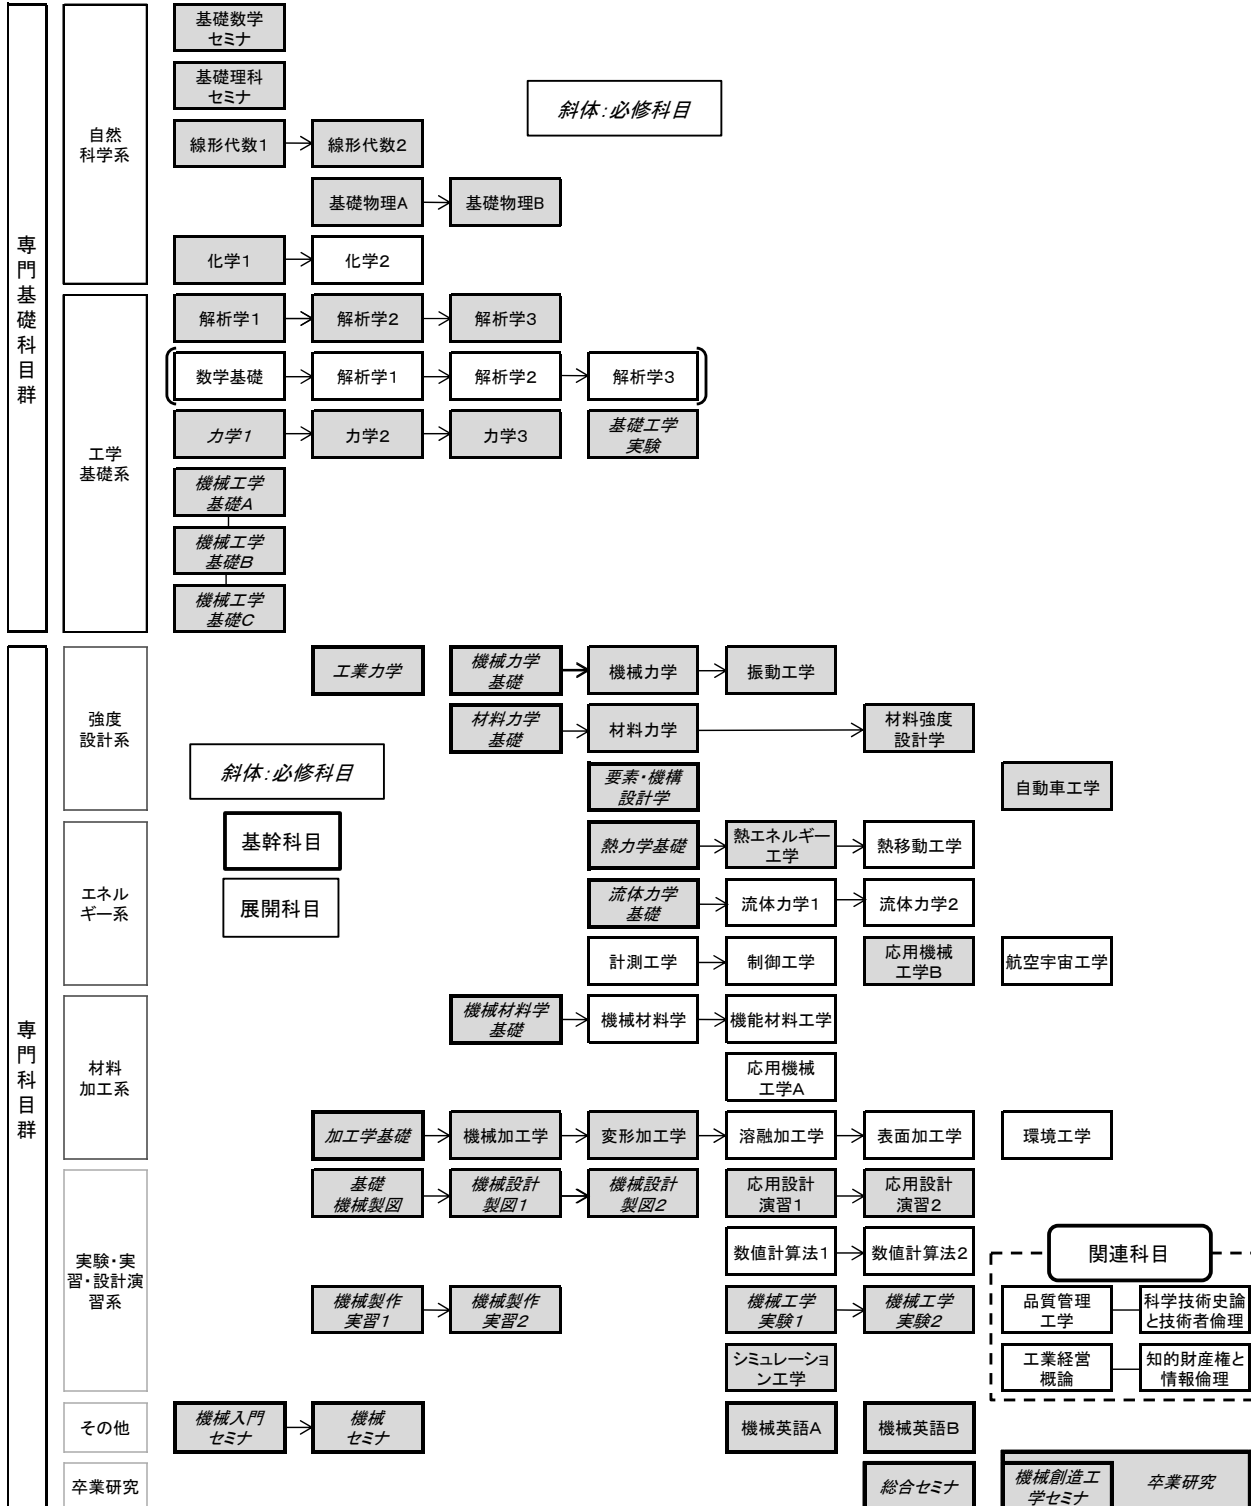 専門基礎科目群
自然
科学系
基礎数学
セミナ
基礎理科
セミナ
斜体：必修科目
線形代数1
線形代数2
基礎物理A
基礎物理B
化学1
化学2
工学
基礎系
解析学1
解析学2
解析学3
数学基礎
解析学1
解析学2
解析学3
力学1
力学2
力学3
基礎工学
実験
機械工学
基礎A
機械工学
基礎B
機械工学
基礎C
専門科目群
強度
設計系
工業力学
機械力学
基礎
機械力学
振動工学
材料力学
基礎
材料力学
材料強度
設計学
斜体：必修科目
要素・機構
設計学
自動車工学
基幹科目
展開科目
エネル
ギー系
熱力学基礎
熱エネルギー
工学
熱移動工学
流体力学
基礎
流体力学1
流体力学2
計測工学
制御工学
応用機械
工学B
航空宇宙工学
材料
加工系
機械材料学
基礎
機械材料学
機能材料工学
応用機械
工学A
加工学基礎
機械加工学
変形加工学
溶融加工学
表面加工学
環境工学
実験・実
習・設計演
習系
基礎
機械製図
機械設計
製図1
機械設計
製図2
応用設計
演習1
応用設計
演習2
数値計算法1
数値計算法2
関連科目
機械製作
実習1
機械製作
実習2
機械工学
実験1
機械工学
実験2
品質管理
工学
科学技術史論
と技術者倫理
シミュレーショ
ン工学
工業経営
概論
知的財産権と
情報倫理
その他
機械入門
セミナ
機械
セミナ
機械英語A
機械英語B
卒業研究
総合セミナ
機械創造工
学セミナ
卒業研究